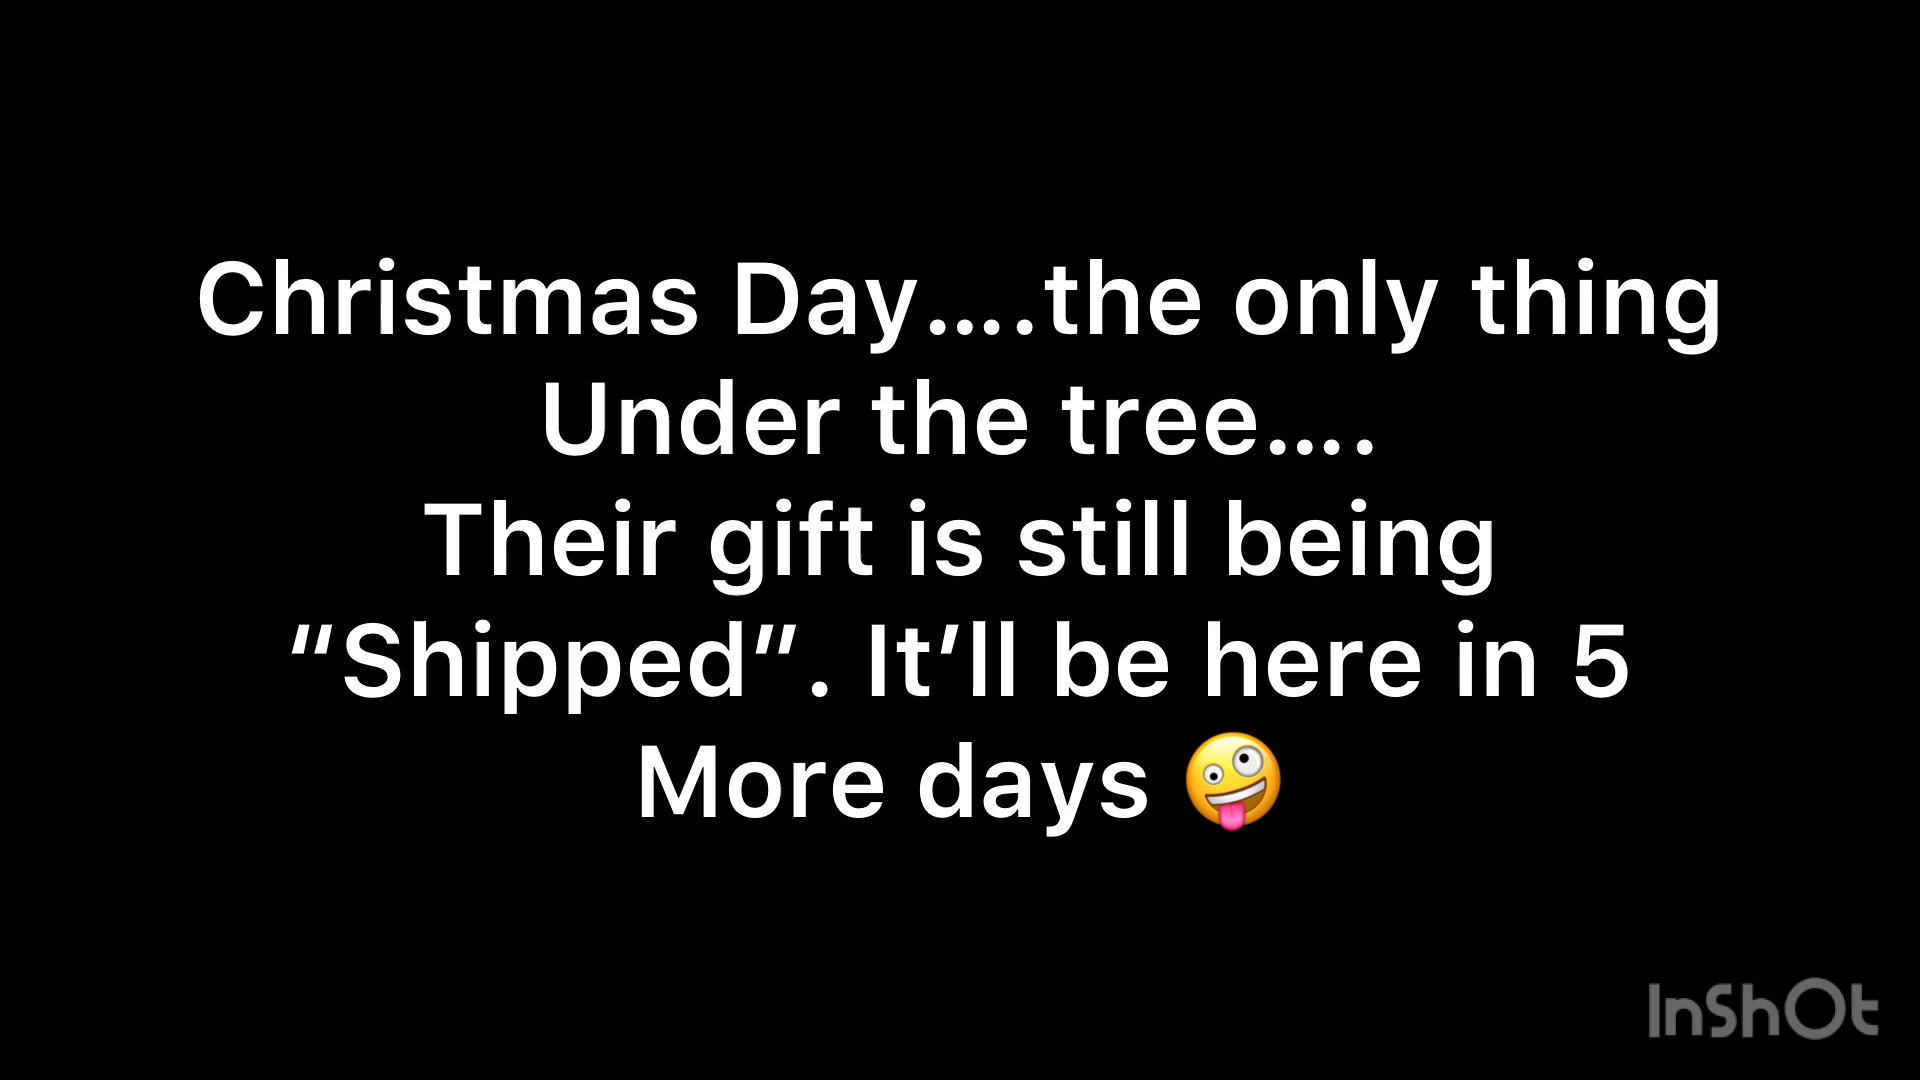 Christmas Day....the only thing
Under the tree....
Their gift is still being
“Shipped”. It’ll be here in 5
More days 🤪
InShOt